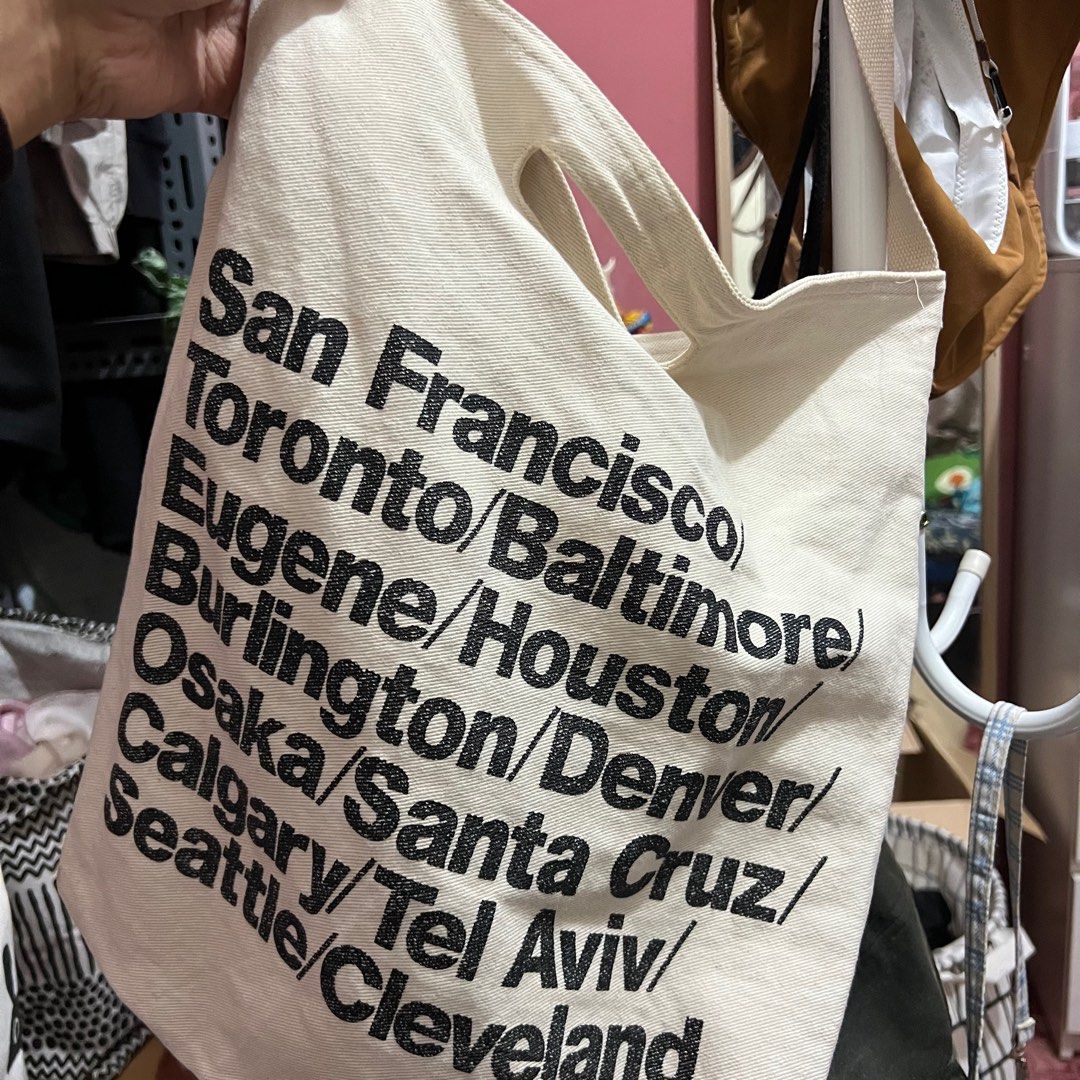 San Francisco/
Toronto/Baltimore/
Eugene/Houston/
Burlington/Denver/
Osaka/Santa Cruz/
Calgary/Tel Aviv/
Seattle/Cleveland